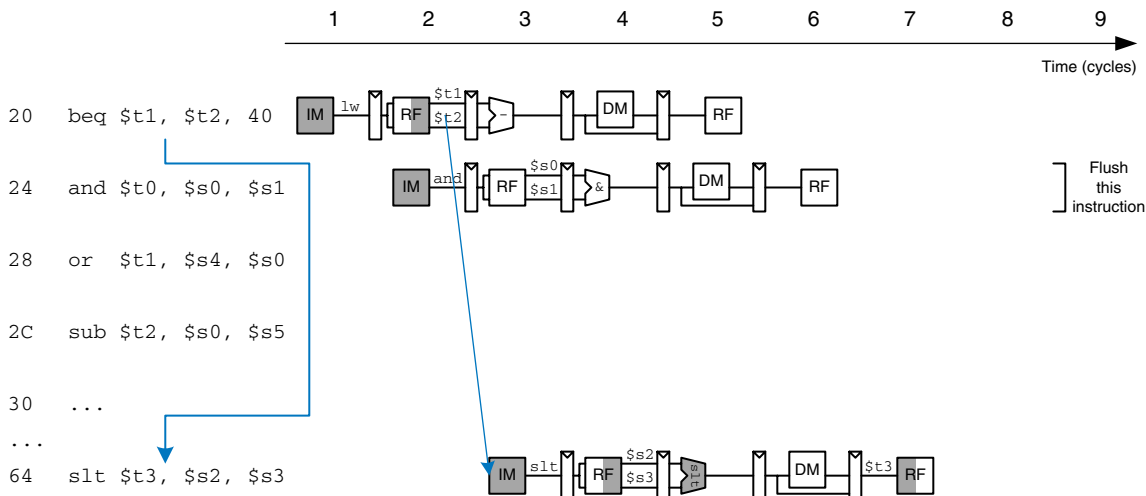 1 2 3 4 5 6 7 8 9
Time (cycles)
20 beq $t1, $t2, 40 IM lw RF $t1 $t2 - DM RF
24 and $t0, $s0, $s1 IM and RF $s0 $s1 & DM RF
Flush
this
instruction
28 or $t1, $s4, $s0
2C sub $t2, $s0, $s5
30 ...
...
64 slt $t3, $s2, $s3 IM slt RF $s2 $s3 slt DM $t3 RF